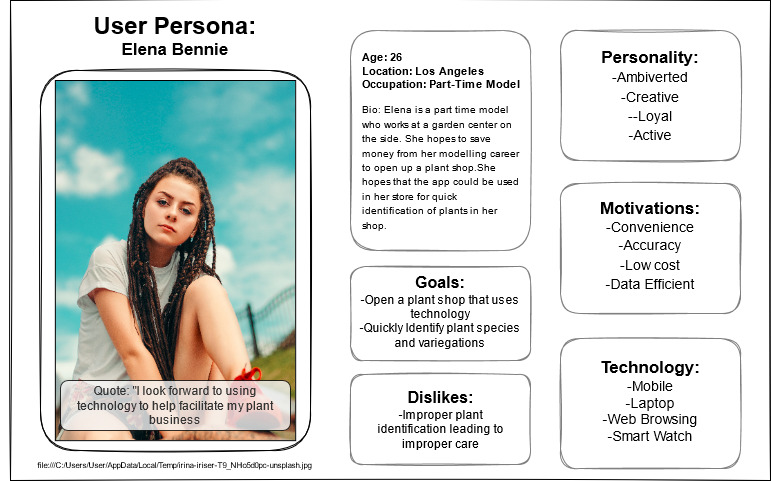 User Persona:
Elena Bennie
Quote: "I look forward to using
technology to help facilitate my plant
business
file:///C:/Users/User/AppData/Local/Temp/irina-iriser-T9_NHo5d0pc-unsplash.jpg
Age: 26
Location: Los Angeles
Occupation: Part-Time Model
Bio: Elena is a part time model
who works at a garden center on
the side. She hopes to save
money from her modelling career
to open up a plant shop.She
hopes that the app could be used
in her store for quick
identification of plants in her
shop.
Goals:
-Open a plant shop that uses
technology
-Quickly Identify plant species
and variegations
Dislikes:
-Improper plant
identification leading to
improper care
Personality:
-Ambiverted
-Creative
--Loyal
-Active
Motivations:
-Convenience
-Accuracy
-Low cost
-Data Efficient
Technology:
-Mobile
-Laptop
-Web Browsing
-Smart Watch